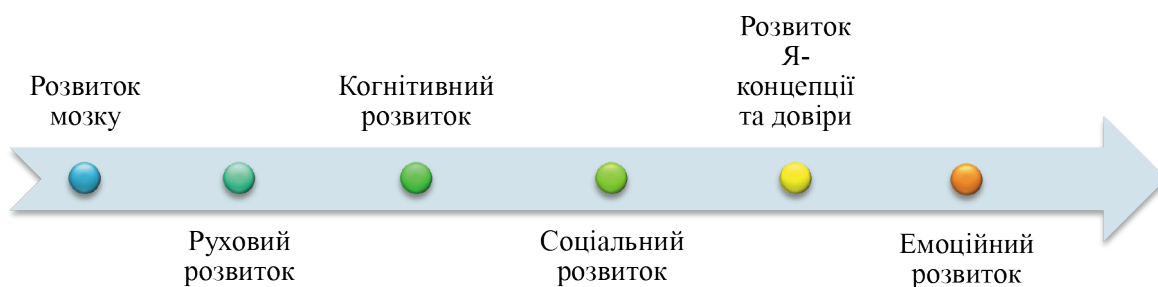 Розвиток
мозку
Руховий
розвиток
Когнітивний
розвиток
Соціальний
розвиток
Розвиток
Я-
концепції
та довіри
Емоційний
розвиток